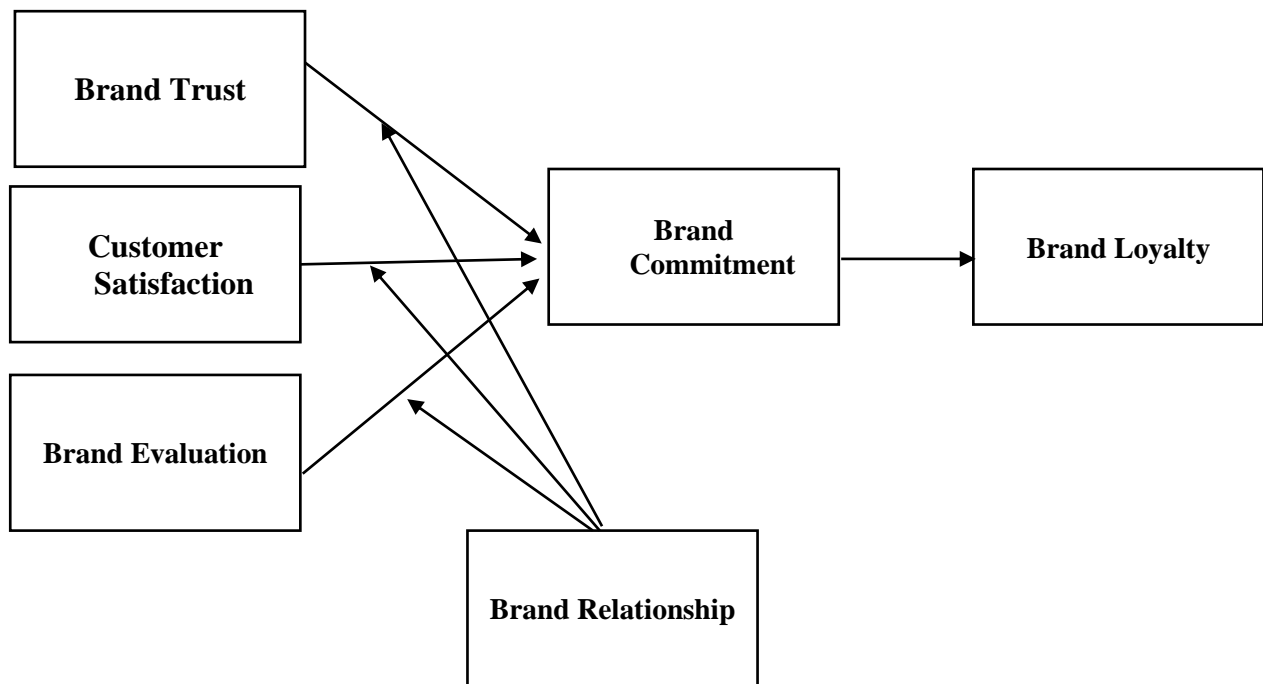 Brand Trust
Customer
Satisfaction
Brand Evaluation
Brand
Commitment
Brand Loyalty
Brand Relationship